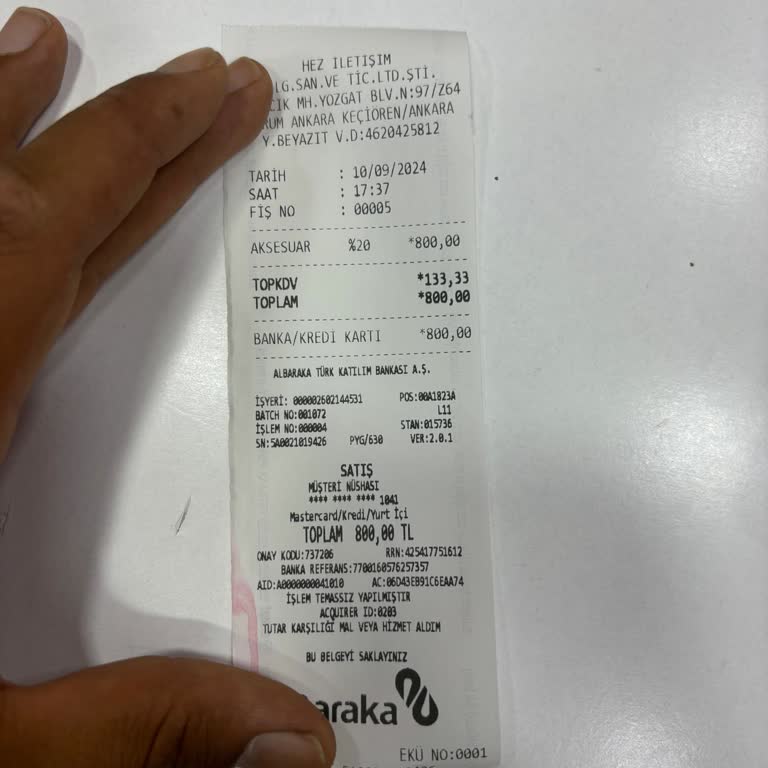 HEZ İLETİŞİM
G.SAN.VE TİC.LTD.ŞTİ.
CIK MH.YOZGAT BLV.N:97/Z64
RUM ANKARA KEÇİOREN/ANKARA
Y.BEYAZIT V.D:4620425812
TARİH : 10/09/2024
SAAT : 17:37
FİŞ NO : 00005
AKSESUAR %20 *800,00
TOPKDV *133,33
TOPLAM *800,00
BANKA/KREDİ KARTI *800,00
ALBARAKA TÜRK KATILIM BANKASI A.Ş.
İŞYERİ: 000002602144531 POS:00A1823A
BATCH NO:001072 L11
İŞLEM NO:000004 STAN:015736
SN:5A0021019426 PYG/630 VER:2.0.1
SATIŞ
MÜŞTERİ NÜSHASI
**** **** **** 1041
Mastercard/Kredi/Yurt İçi
TOPLAM 800,00 TL
ONAY KODU:737206 RRN:425417751612
BANKA REFERANS:7700160576257357
AID:A0000000041010 AC:06D43EB91C6EAA74
İŞLEM TEMASSIZ YAPILMIŞTIR
ACQUIRER ID:0203
TUTAR KARŞILIĞI MAL VEYA HİZMET ALDIM
BU BELGEYİ SAKLAYINIZ
araka
EKÜ NO:0001